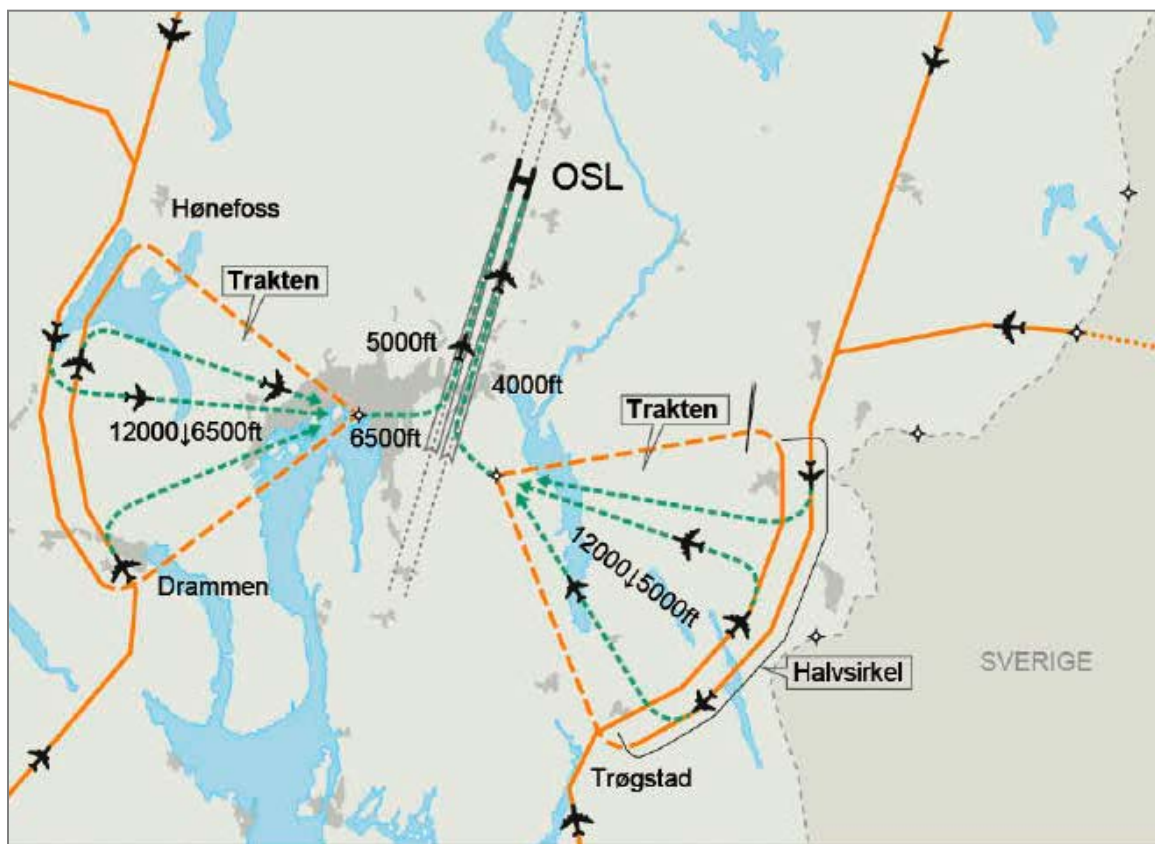 OSL
Hønefoss
Trakten
5000ft
4000ft
Trakten
12000↓6500ft
6500ft
12000↓5000ft
Drammen
SVERIGE
Halvsirkel
Trøgstad